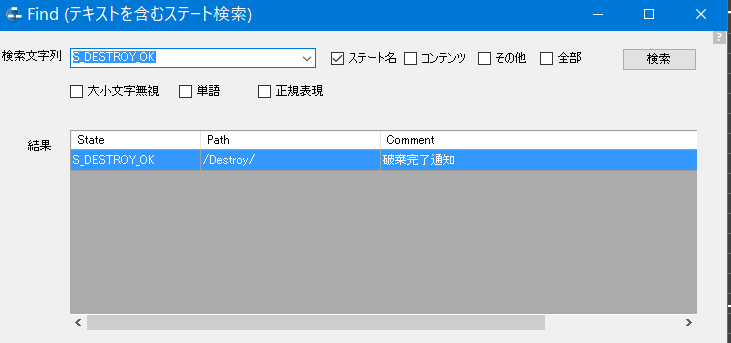 Find (テキストを含むステート検索)
?
検索文字列 S_DESTROY_OK ステート名 コンテンツ その他 全部 検索
大小文字無視 単語 正規表現
結果
State Path Comment
S_DESTROY_OK /Destroy/ 破棄完了通知